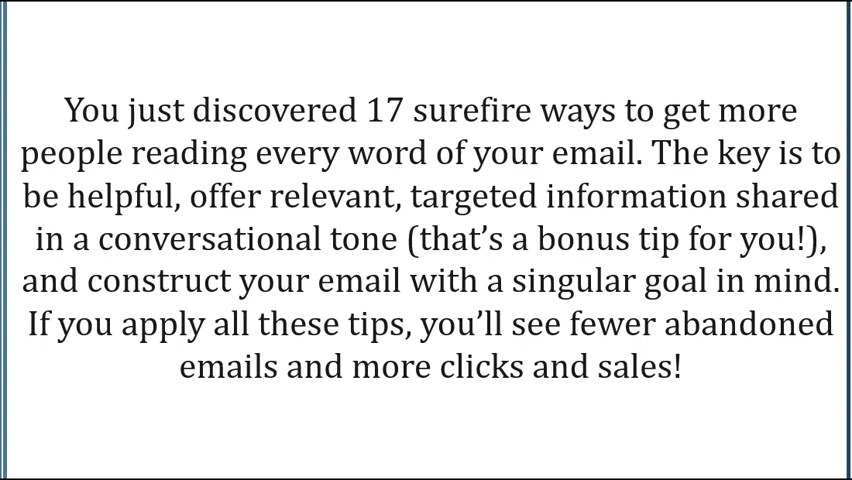 You just discovered 17 surefire ways to get more
people reading every word of your email. The key is to
be helpful, offer relevant, targeted information shared
in a conversational tone (that’s a bonus tip for you!),
and construct your email with a singular goal in mind.
If you apply all these tips, you’ll see fewer abandoned
emails and more clicks and sales!